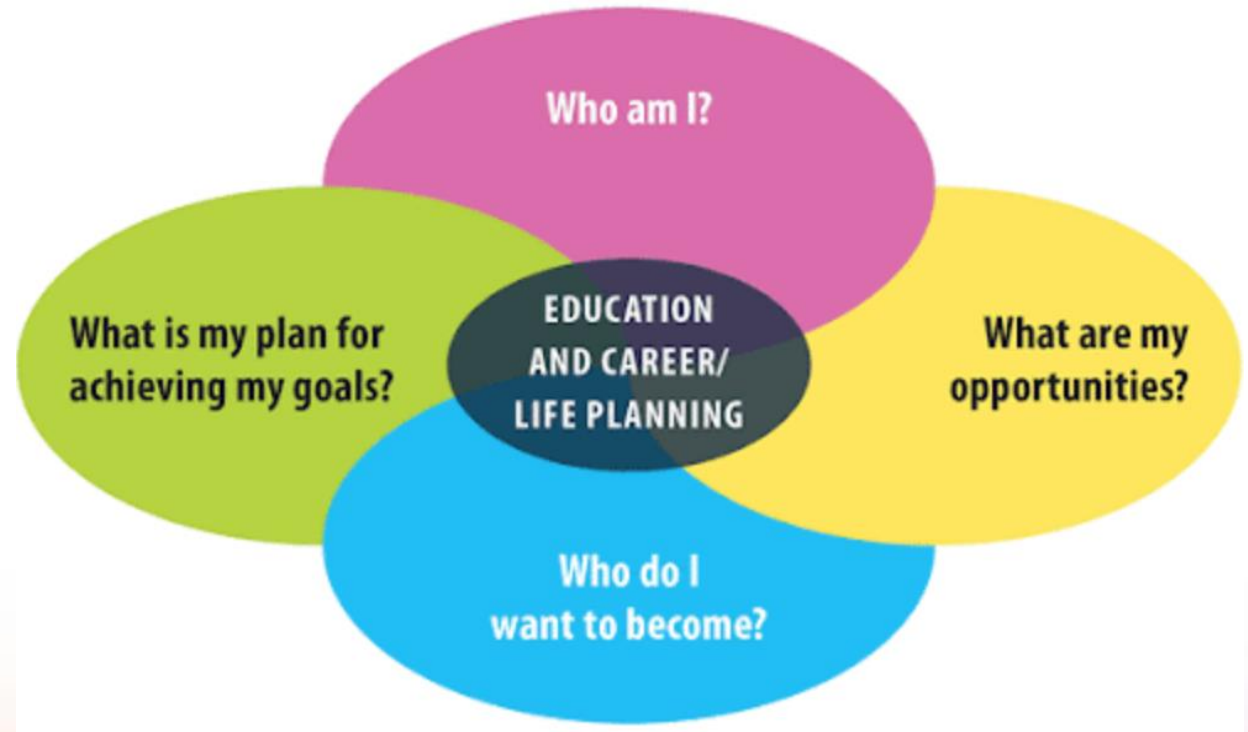 Who am I?
What is my plan for
achieving my goals?
EDUCATION
AND CAREER/
LIFE PLANNING
What are my
opportunities?
Who do I
want to become?